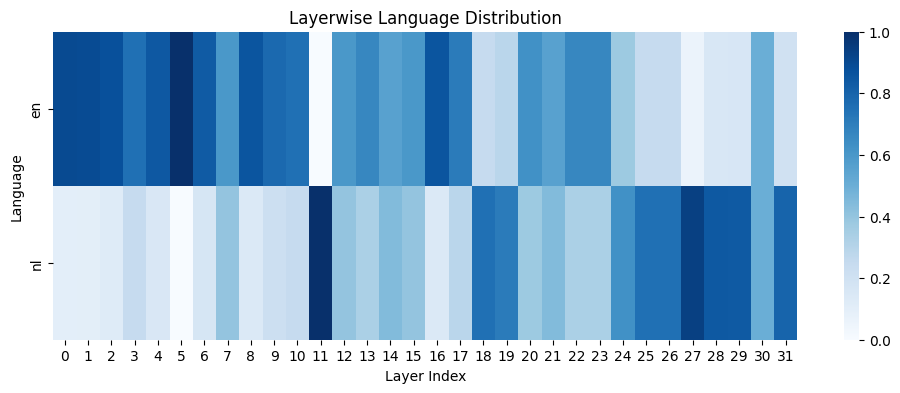 Layerwise Language Distribution
en
nl
Language
0 1 2 3 4 5 6 7 8 9 10 11 12 13 14 15 16 17 18 19 20 21 22 23 24 25 26 27 28 29 30 31
Layer Index
1.0
0.8
0.6
0.4
0.2
0.0